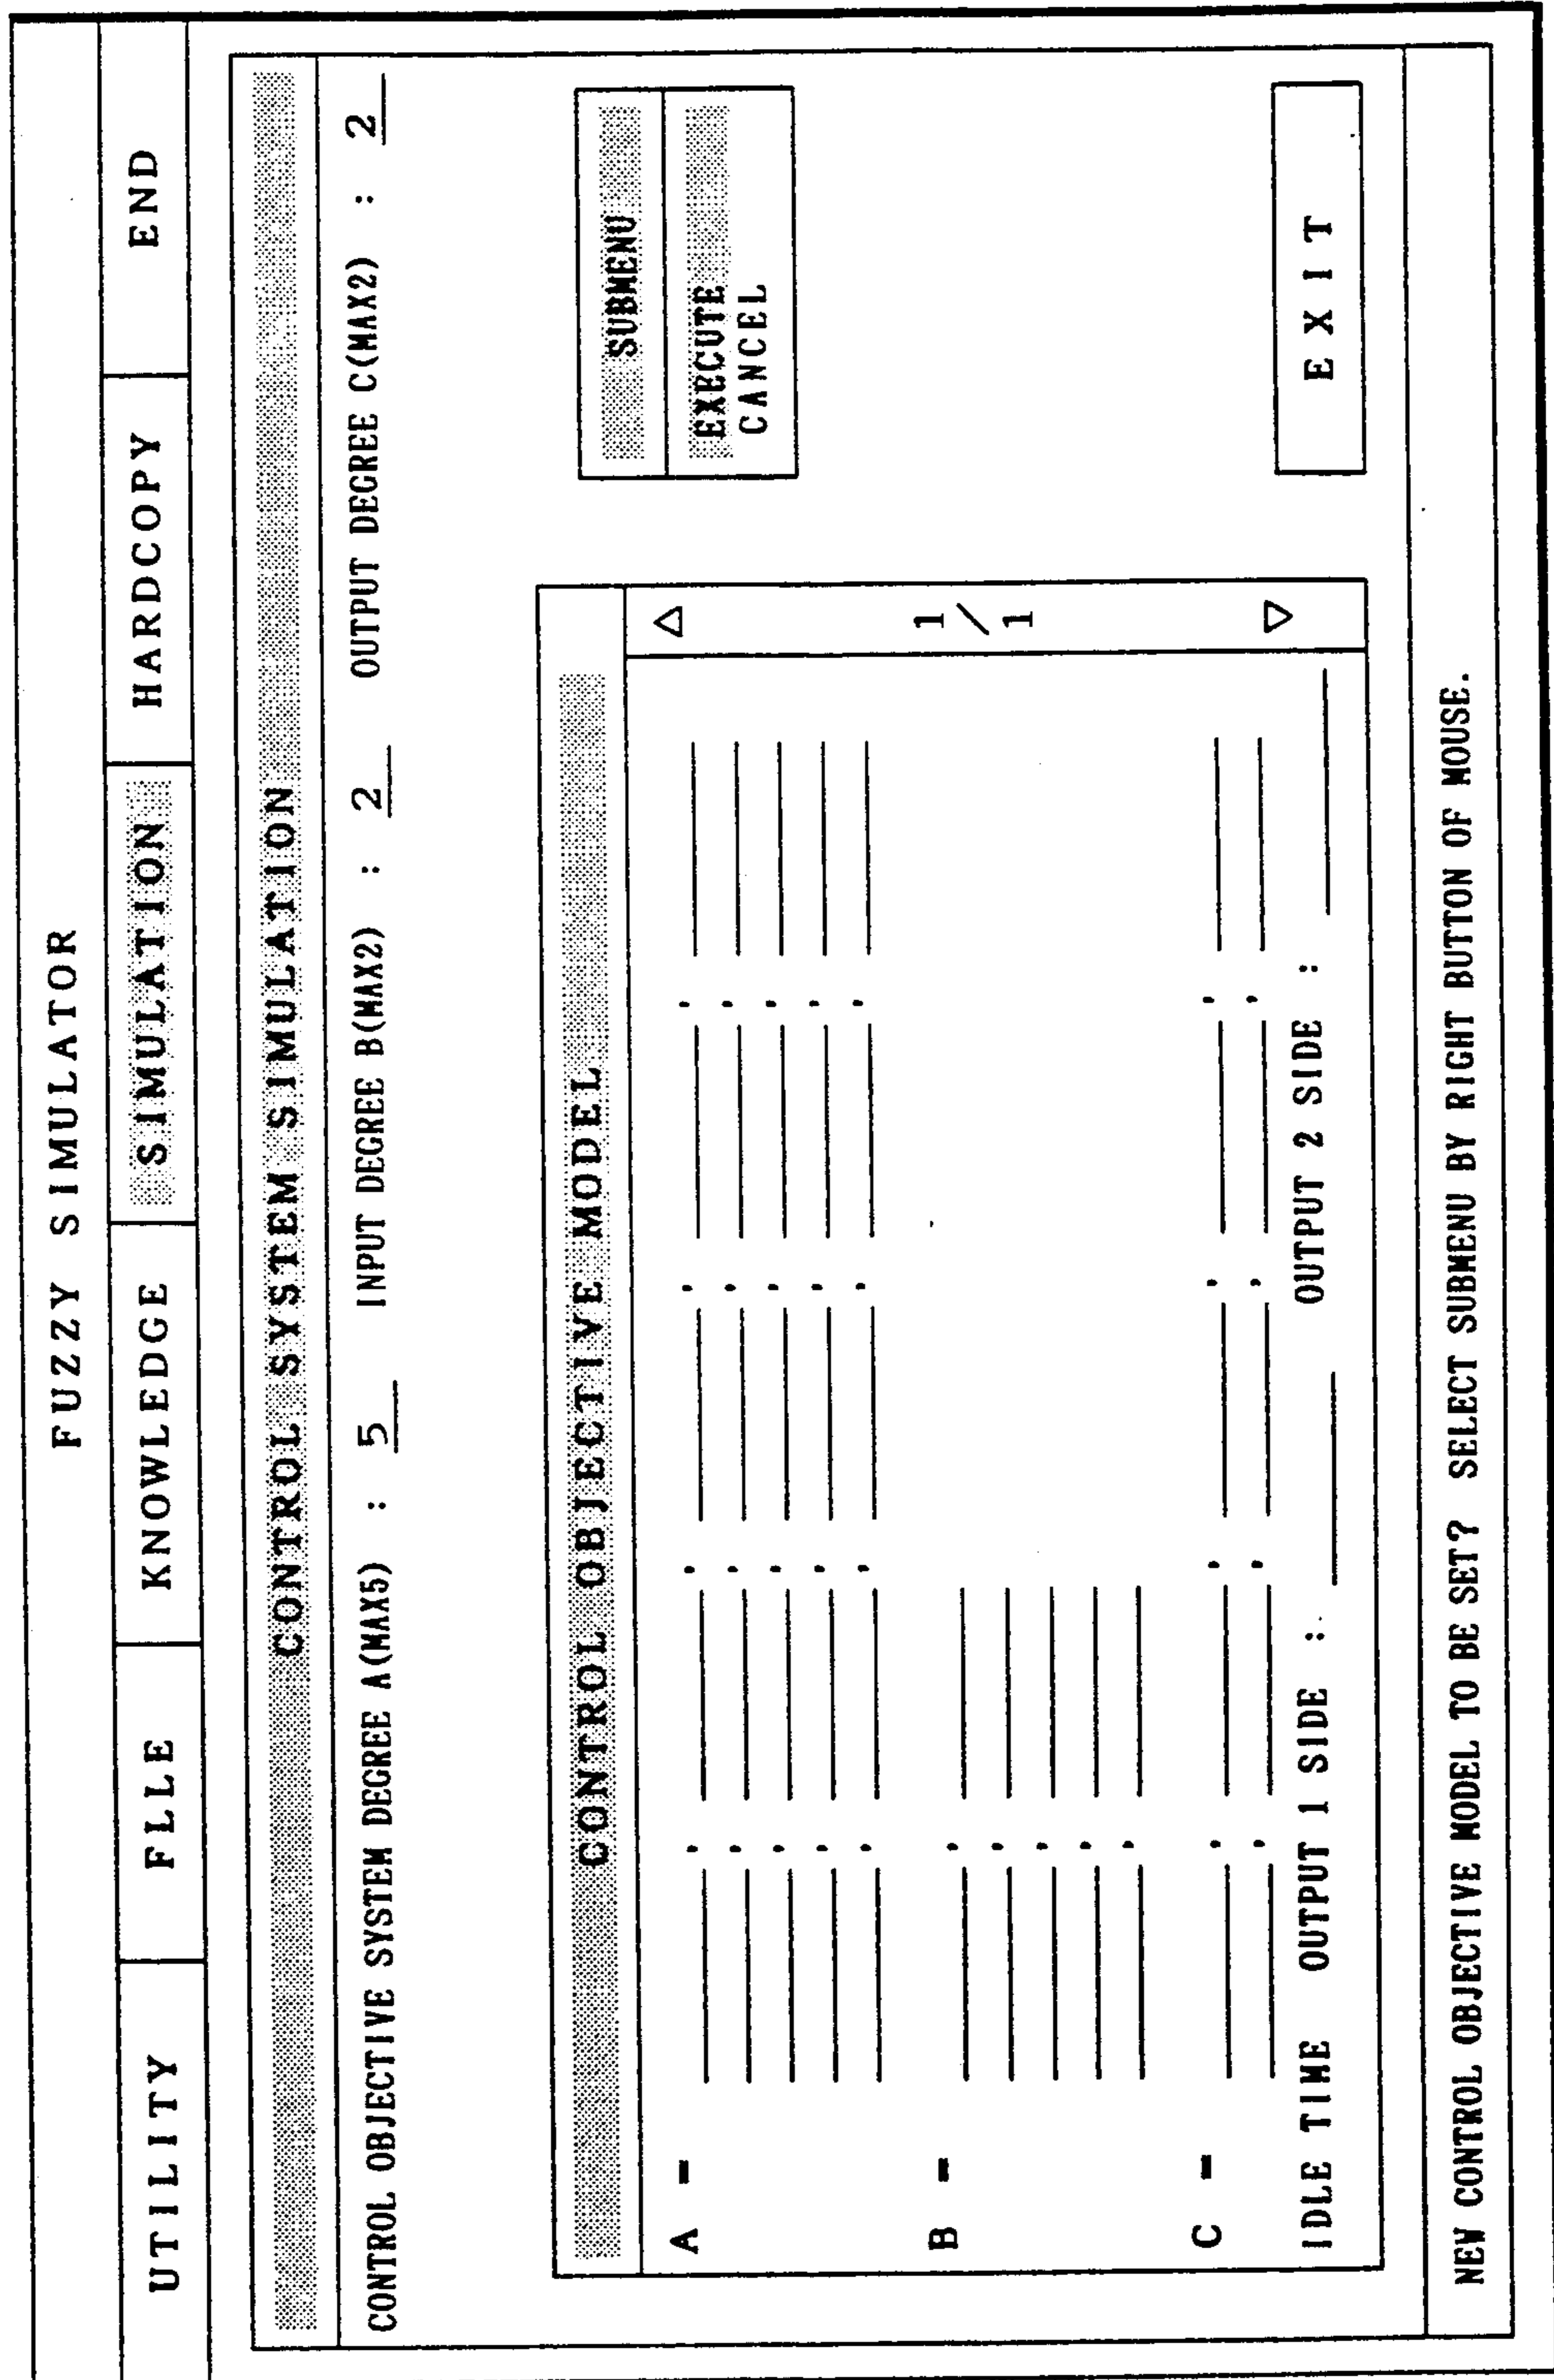 FUZZY SIMULATOR
UTILITY FLLE KNOWLEDGE SIMULATION HARDCOPY END
CONTROL SYSTEM SIMULATION
CONTROL OBJECTIVE SYSTEM DEGREE A(MAX5) : 5 INPUT DEGREE B(MAX2) : 2 OUTPUT DEGREE C(MAX2) : 2
CONTROL OBJECTIVE MODEL
A =
B =
C =
IDLE TIME OUTPUT 1 SIDE : OUTPUT 2 SIDE :
1/1
SUBMENU
EXECUTE
CANCEL
EXIT
NEW CONTROL OBJECTIVE MODEL TO BE SET? SELECT SUBMENU BY RIGHT BUTTON OF MOUSE.